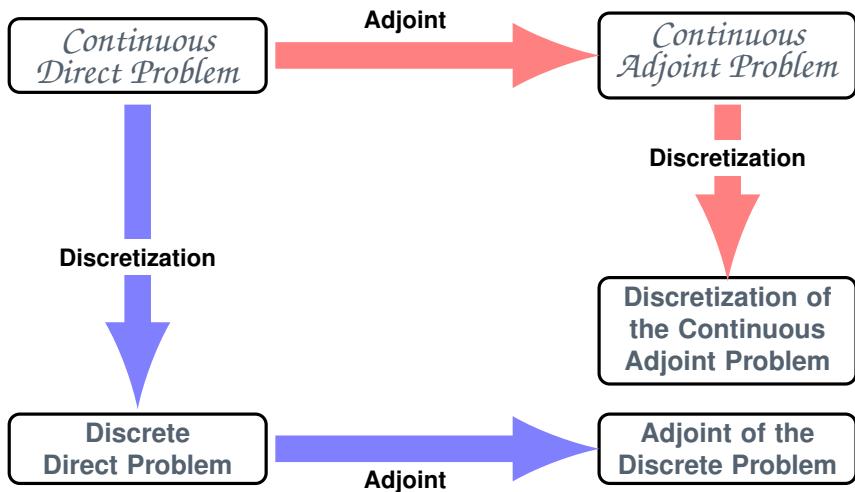 Adjoint
Continuous
Direct Problem
Continuous
Adjoint Problem
Discretization
Discretization
Discretization of
the Continuous
Adjoint Problem
Discrete
Direct Problem
Adjoint
Adjoint of the
Discrete Problem